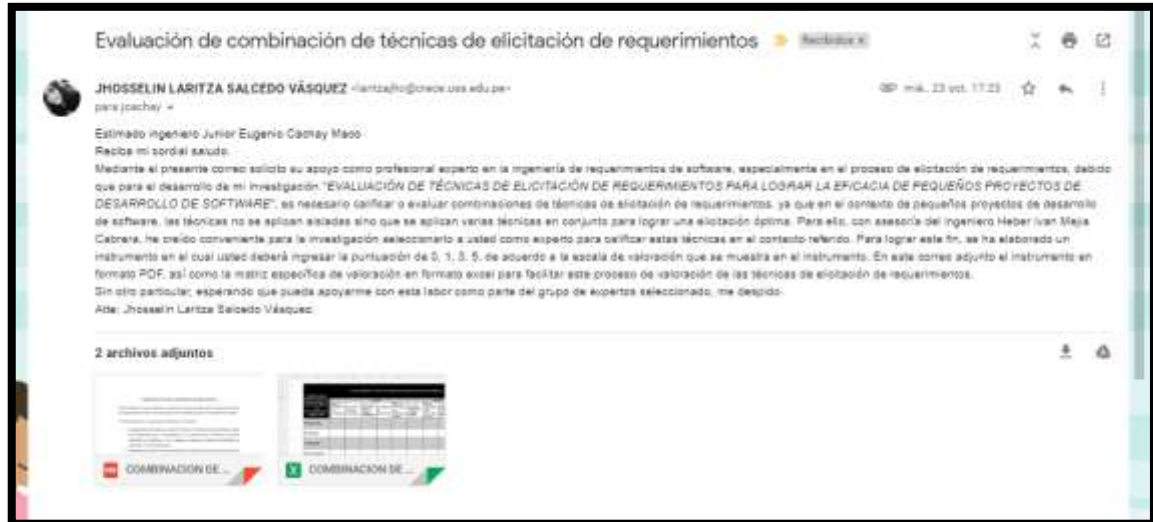 Evaluación de combinación de técnicas de elicitación de requerimientos
Recibidos x
JHOSSELIN LARITZA SALCEDO VÁSQUEZ
mié., 23 oct. 17:23
para jcachay
Estimado ingeniero Junior Eugenio Cachay Maco
Reciba mi cordial saludo.
Mediante el presente correo solicito su apoyo como profesional experto en la ingeniería de requerimientos de software, especialmente en el proceso de elicitación de requerimientos, debido
que para el desarrollo de mi investigación "EVALUACIÓN DE TÉCNICAS DE ELICITACIÓN DE REQUERIMIENTOS PARA LOGRAR LA EFICACIA DE PEQUEÑOS PROYECTOS DE
DESARROLLO DE SOFTWARE", es necesario calificar o evaluar combinaciones de técnicas de elicitación de requerimientos, ya que en el contexto de pequeños proyectos de desarrollo
de software, las técnicas no se aplican aisladas sino que se aplican varias técnicas en conjunto para lograr una elicitación óptima. Para ello, con asesoría del ingeniero Heber Ivan Mejia
Cabrera, he creído conveniente para la investigación seleccionarlo a usted como experto para calificar estas técnicas en el contexto referido. Para lograr este fin, se ha elaborado un
instrumento en el cual usted deberá ingresar la puntuación de 0, 1, 3, 5, de acuerdo a la escala de valoración que se muestra en el instrumento. En este correo adjunto el instrumento en
formato PDF, así como la matriz específica de valoración en formato excel para facilitar este proceso de valoración de las técnicas de elicitación de requerimientos.
Sin otro particular, esperando que pueda apoyarme con esta labor como parte del grupo de expertos seleccionado, me despido.
Atte: Jhosselin Laritza Salcedo Vásquez.
2 archivos adjuntos
COMBINACION DE ...
COMBINACION DE ...